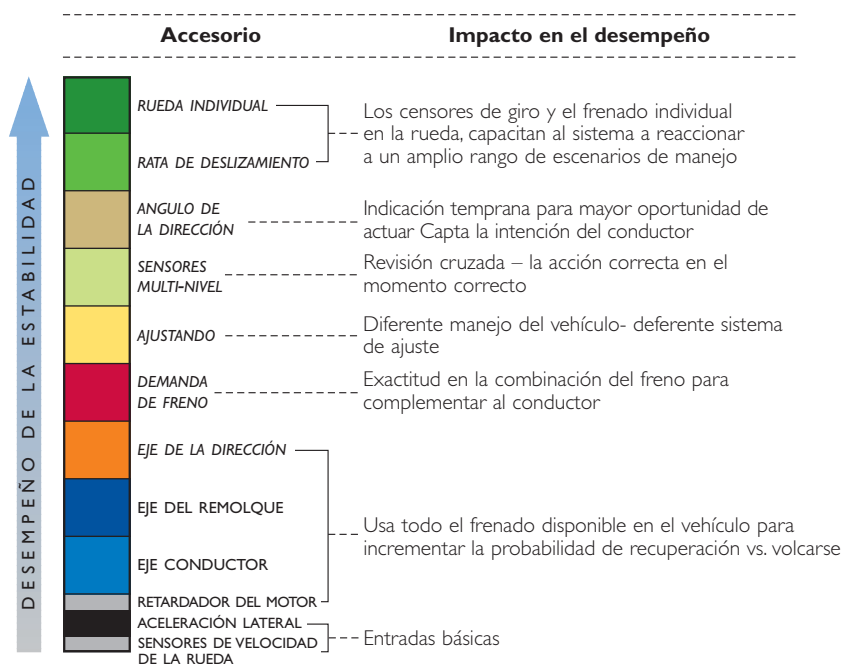 Accesorio
Impacto en el desempeño
DESEMPEÑO DE LA ESTABILIDAD
RUEDA INDIVIDUAL
RATA DE DESLIZAMIENTO
Los censores de giro y el frenado individual
en la rueda, capacitan al sistema a reaccionar
a un amplio rango de escenarios de manejo
ANGULO DE
LA DIRECCIÓN
Indicación temprana para mayor oportunidad de
actuar Capta la intención del conductor
SENSORES
MULTI-NIVEL
Revisión cruzada – la acción correcta en el
momento correcto
AJUSTANDO
Diferente manejo del vehículo- deferente sistema
de ajuste
DEMANDA
DE FRENO
Exactitud en la combinación del freno para
complementar al conductor
EJE DE LA DIRECCIÓN
EJE DEL REMOLQUE
EJE CONDUCTOR
RETARDADOR DEL MOTOR
Usa todo el frenado disponible en el vehículo para
incrementar la probabilidad de recuperación vs. volcarse
ACELERACIÓN LATERAL
SENSORES DE VELOCIDAD
DE LA RUEDA
Entradas básicas